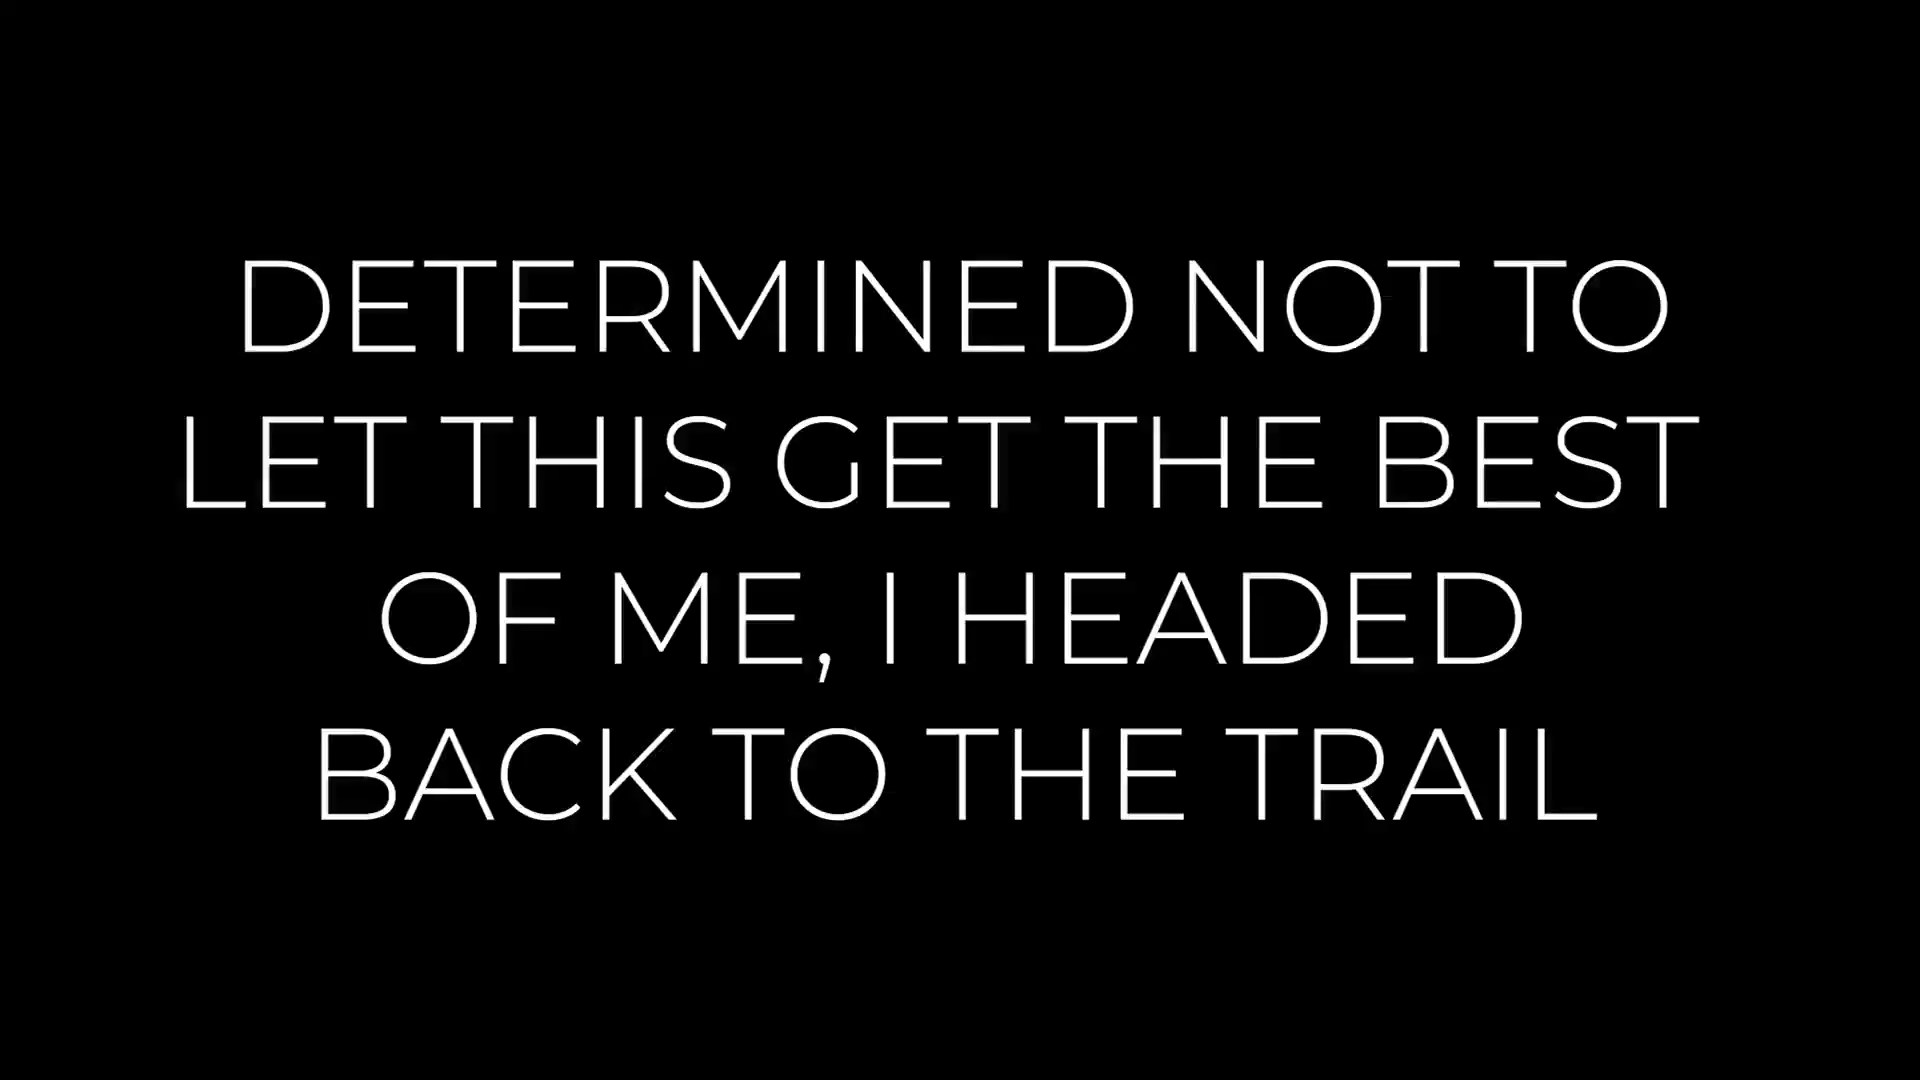 DETERMINED NOT TO
LET THIS GET THE BEST
OF ME, I HEADED
BACK TO THE TRAIL